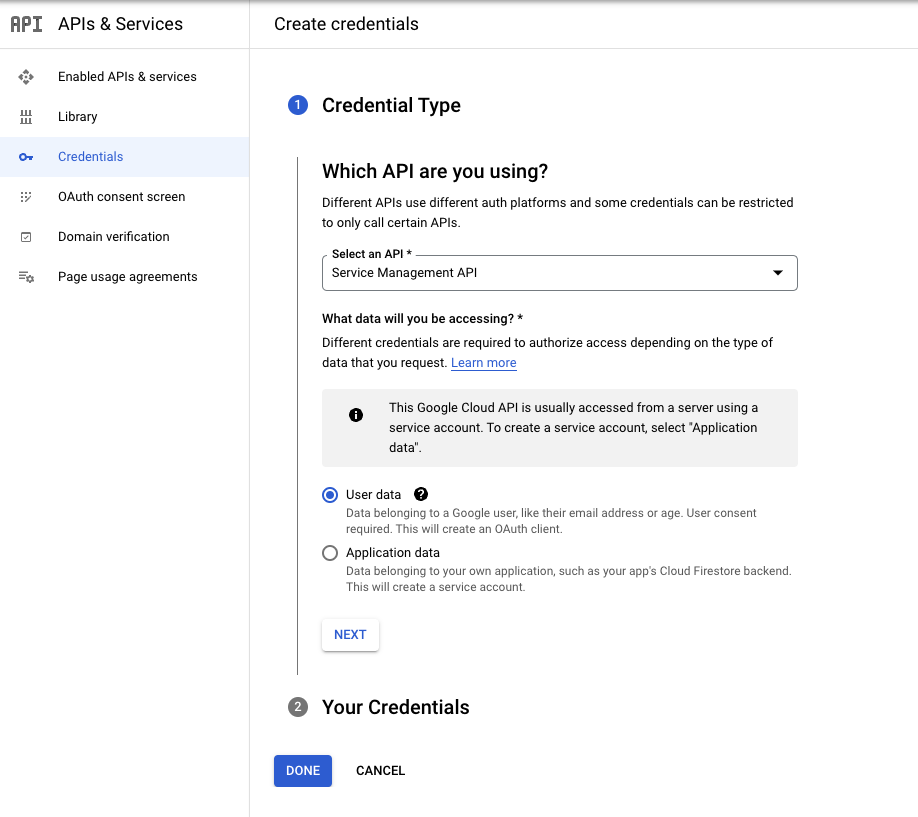 API APIs & Services
Create credentials
Enabled APIs & services
Library
Credentials
OAuth consent screen
Domain verification
Page usage agreements
1 Credential Type
Which API are you using?
Different APIs use different auth platforms and some credentials can be restricted
to only call certain APIs.
Select an API *
Service Management API
What data will you be accessing? *
Different credentials are required to authorize access depending on the type of
data that you request. Learn more
This Google Cloud API is usually accessed from a server using a
service account. To create a service account, select "Application
data".
User data
Data belonging to a Google user, like their email address or age. User consent
required. This will create an OAuth client.
Application data
Data belonging to your own application, such as your app's Cloud Firestore backend.
This will create a service account.
NEXT
2 Your Credentials
DONE CANCEL